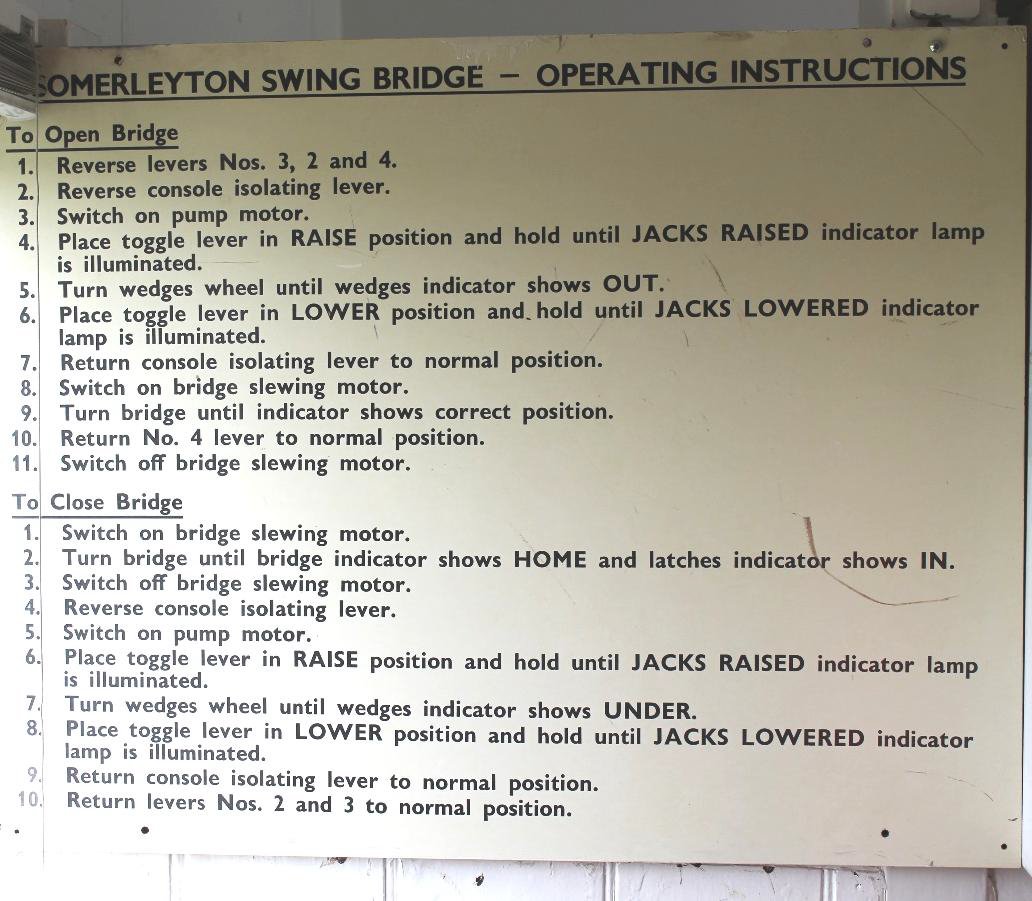 SOMERLEYTON SWING BRIDGE – OPERATING INSTRUCTIONS
To Open Bridge
1. Reverse levers Nos. 3, 2 and 4.
2. Reverse console isolating lever.
3. Switch on pump motor.
4. Place toggle lever in RAISE position and hold until JACKS RAISED indicator lamp
is illuminated.
5. Turn wedges wheel until wedges indicator shows OUT.
6. Place toggle lever in LOWER position and hold until JACKS LOWERED indicator
lamp is illuminated.
7. Return console isolating lever to normal position.
8. Switch on bridge slewing motor.
9. Turn bridge until indicator shows correct position.
10. Return No. 4 lever to normal position.
11. Switch off bridge slewing motor.
To Close Bridge
1. Switch on bridge slewing motor.
2. Turn bridge until bridge indicator shows HOME and latches indicator shows IN.
3. Switch off bridge slewing motor.
4. Reverse console isolating lever.
5. Switch on pump motor.
6. Place toggle lever in RAISE position and hold until JACKS RAISED indicator lamp
is illuminated.
7. Turn wedges wheel until wedges indicator shows UNDER.
8. Place toggle lever in LOWER position and hold until JACKS LOWERED indicator
lamp is illuminated.
9. Return console isolating lever to normal position.
10. Return levers Nos. 2 and 3 to normal position.